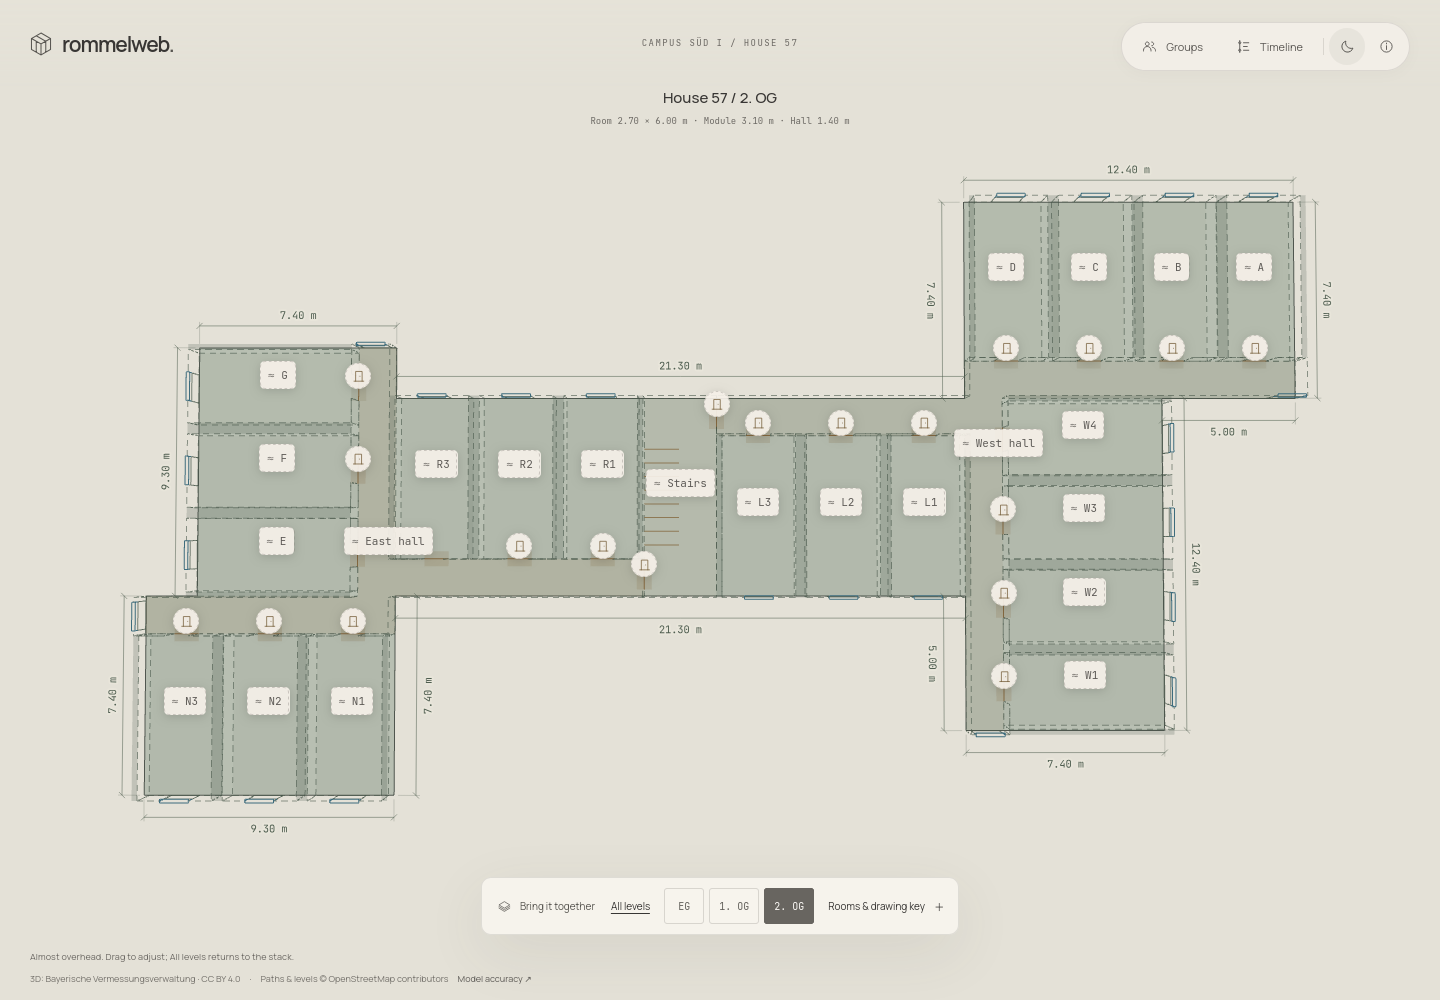 rommelweb.
CAMPUS SÜD I / HOUSE 57
Groups
Timeline
House 57 / 2. OG
Room 2.70 × 6.00 m · Module 3.10 m · Hall 1.40 m
12.40 m
7.40 m
≈ D
≈ C
≈ B
≈ A
7.40 m
7.40 m
21.30 m
≈ G
5.00 m
≈ W4
≈ West hall
9.30 m
≈ F
≈ R3
≈ R2
≈ R1
≈ Stairs
≈ L3
≈ L2
≈ L1
≈ W3
≈ E
≈ East hall
12.40 m
≈ W2
21.30 m
5.00 m
≈ W1
7.40 m
≈ N3
≈ N2
≈ N1
7.40 m
7.40 m
9.30 m
Bring it together
All levels
EG
1. OG
2. OG
Rooms & drawing key +
Almost overhead. Drag to adjust; All levels returns to the stack.
3D: Bayerische Vermessungsverwaltung · CC BY 4.0 · Paths & levels © OpenStreetMap contributors Model accuracy ↗